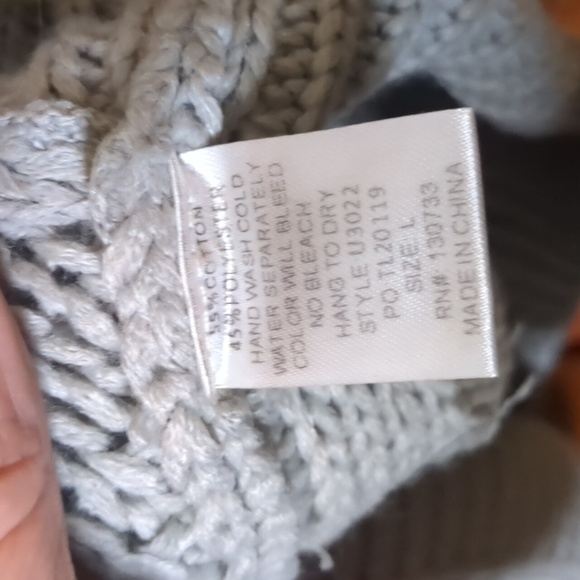 55%COTTON
45%POLYESTER
HAND WASH COLD
WATER SEPARATELY
COLOR WILL BLEED
NO BLEACH
HANG TO DRY
STYLE U3022
PO TL20119
SIZE L
RN# 130733
MADE IN CHINA